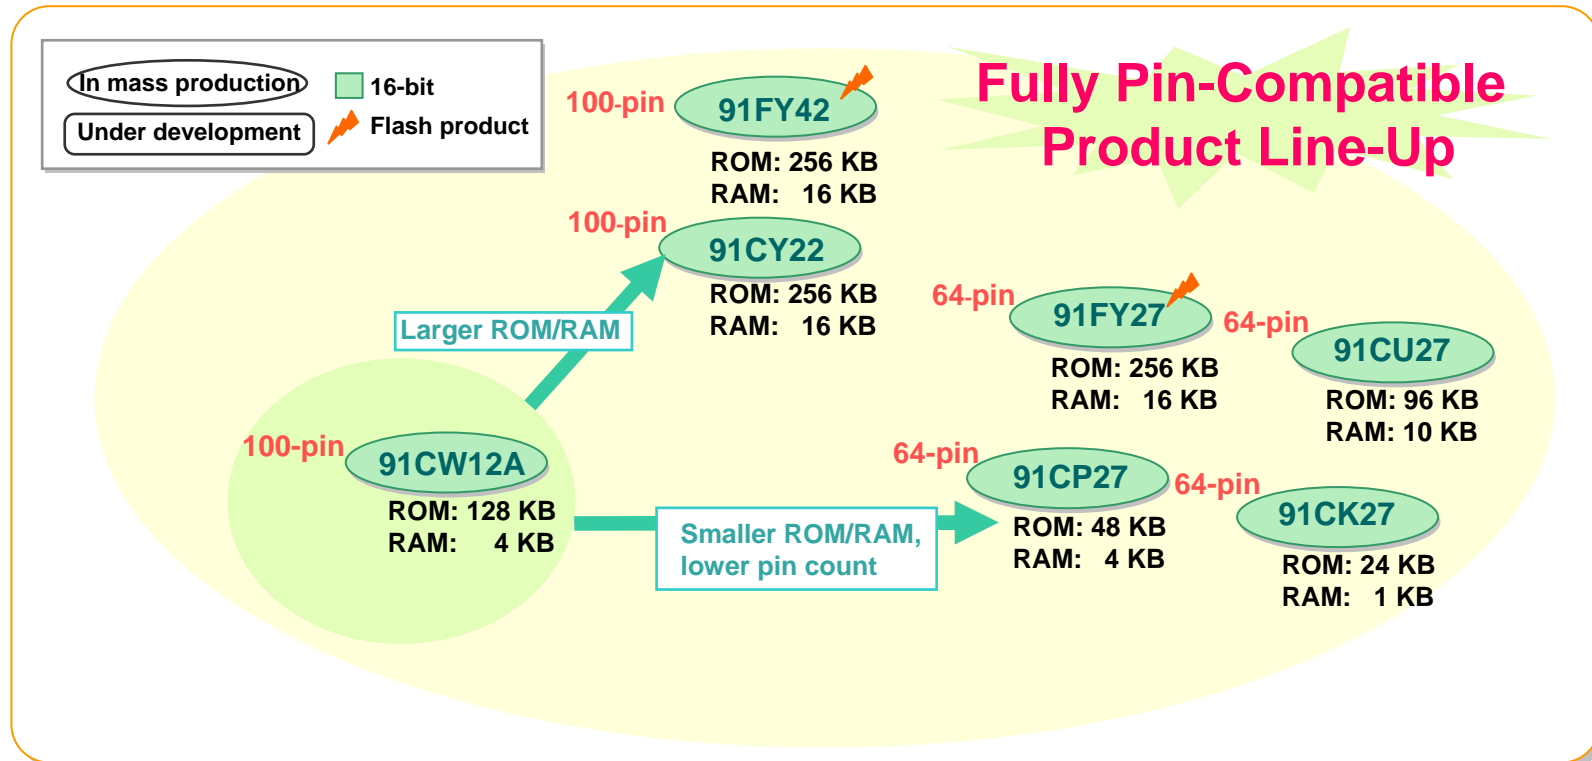 In mass production
16-bit
Under development
Flash product
Fully Pin-Compatible
Product Line-Up
100-pin
91FY42
ROM: 256 KB
RAM: 16 KB
100-pin
91CY22
ROM: 256 KB
RAM: 16 KB
Larger ROM/RAM
64-pin
91FY27
ROM: 256 KB
RAM: 16 KB
64-pin
91CU27
ROM: 96 KB
RAM: 10 KB
100-pin
91CW12A
ROM: 128 KB
RAM: 4 KB
Smaller ROM/RAM,
lower pin count
64-pin
91CP27
ROM: 48 KB
RAM: 4 KB
64-pin
91CK27
ROM: 24 KB
RAM: 1 KB